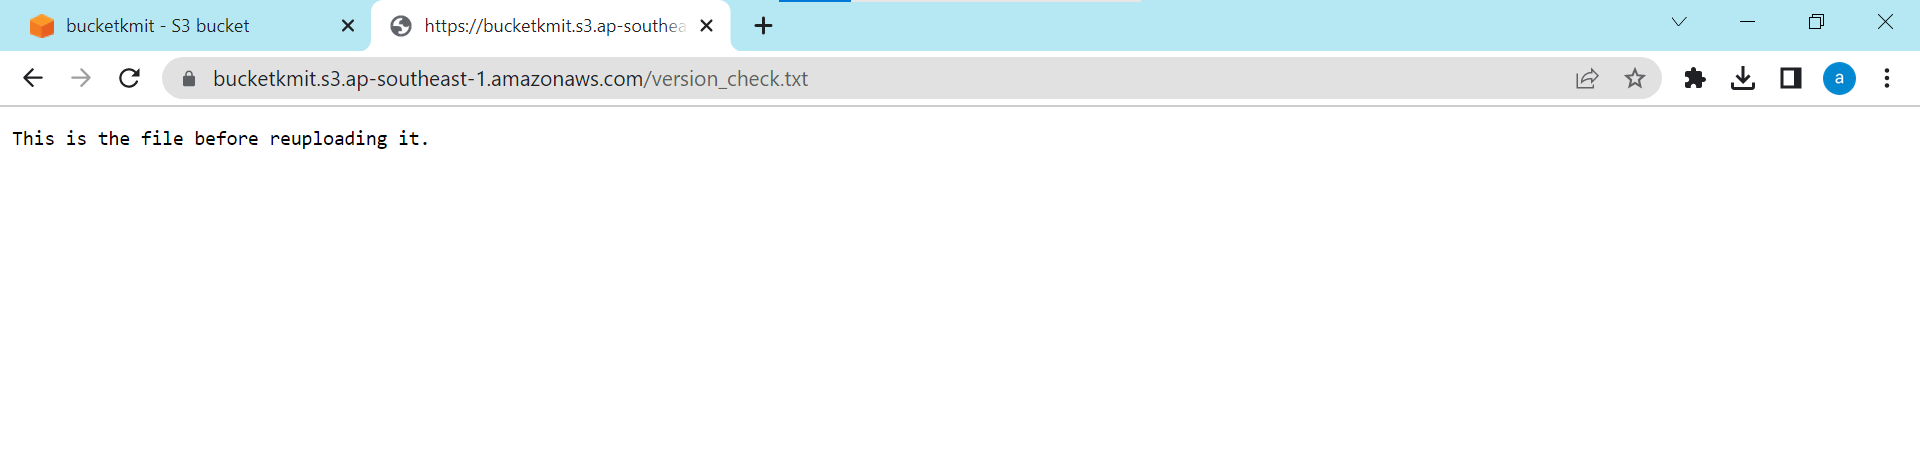 bucketkmit - S3 bucket
https://bucketkmit.s3.ap-southea
bucketkmit.s3.ap-southeast-1.amazonaws.com/version_check.txt
a
This is the file before reuploading it.